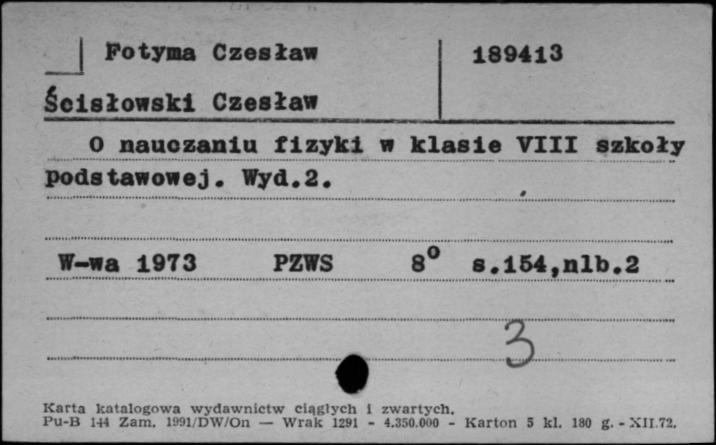 Fotyma Czesław 189413
Ścisłowski Czesław
O nauczaniu fizyki w klasie VIII szkoły
podstawowej. Wyd.2.
W-wa 1973 PZWS 8° s.154,nlb.2
3
Karta katalogowa wydawnictw ciągłych i zwartych.
Pu-B 144 Zam. 1991/DW/On — Wrak 1291 - 4.350.000 - Karton 5 kl. 180 g. - XII.72.